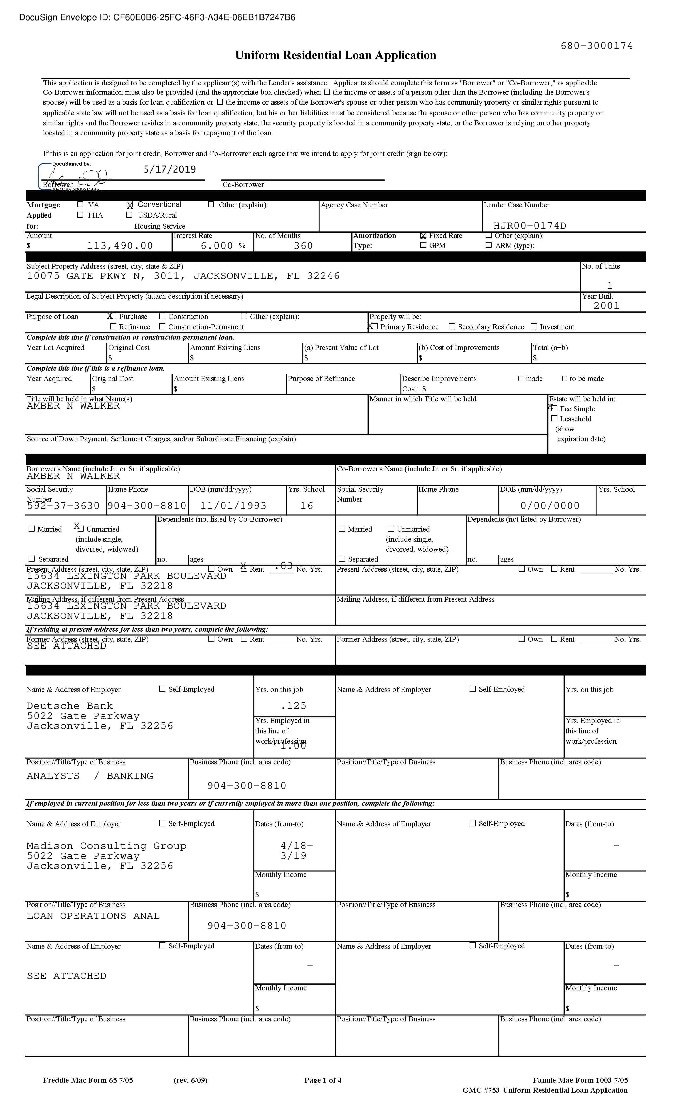 DocuSign Envelope ID: CF60E0B6-25FC-46F3-A34E-06EB1B7247B6
680-3000174
Uniform Residential Loan Application
This application is designed to be completed by the applicant(s) with the Lender's assistance. Applicants should complete this form as "Borrower" or "Co-Borrower," as applicable.
Co-Borrower information must also be provided (and the appropriate box checked) when ☐ the income or assets of a person other than the Borrower (including the Borrower's
spouse) will be used as a basis for loan qualification or ☐ the income or assets of the Borrower's spouse or other person who has community property or similar rights pursuant to
applicable state law will not be used as a basis for loan qualification, but his or her liabilities must be considered because the spouse or other person who has community property or
similar rights and the Borrower resides in a community property state, the security property is located in a community property state, or the Borrower is relying on other property
located in a community property state as a basis for repayment of the loan.
If this is an application for joint credit, Borrower and Co-Borrower each agree that we intend to apply for joint credit (sign below):
DocuSigned by:
5/17/2019
Borrower Co-Borrower
Mortgage ☐ VA X Conventional ☐ Other (explain): Agency Case Number Lender Case Number
Applied ☐ FHA ☐ USDA/Rural
for: Housing Service HJR00-0174D
Amount Interest Rate No. of Months Amortization X Fixed Rate ☐ Other (explain):
$ 113,490.00 6.000 % 360 Type: ☐ GPM ☐ ARM (type):
Subject Property Address (street, city, state & ZIP) No. of Units
10075 GATE PKWY N, 3011, JACKSONVILLE, FL 32246 1
Legal Description of Subject Property (attach description if necessary) Year Built
2001
Purpose of Loan X Purchase ☐ Construction ☐ Other (explain): Property will be:
☐ Refinance ☐ Construction-Permanent X Primary Residence ☐ Secondary Residence ☐ Investment
Complete this line if construction or construction-permanent loan.
Year Lot Acquired Original Cost Amount Existing Liens (a) Present Value of Lot (b) Cost of Improvements Total (a+b)
$ $ $ $ $
Complete this line if this is a refinance loan.
Year Acquired Original Cost Amount Existing Liens Purpose of Refinance Describe Improvements ☐ made ☐ to be made
$ $ Cost: $
Title will be held in what Name(s) Manner in which Title will be held Estate will be held in:
AMBER N WALKER X Fee Simple
☐ Leasehold
(show
Source of Down Payment, Settlement Charges, and/or Subordinate Financing (explain) expiration date)
Borrower's Name (include Jr. or Sr. if applicable) Co-Borrower's Name (include Jr. or Sr. if applicable)
AMBER N WALKER
Social Security Number Home Phone DOB (mm/dd/yyyy) Yrs. School Social Security Number Home Phone DOB (mm/dd/yyyy) Yrs. School
592-37-3630 904-300-8810 11/01/1993 16 0/00/0000
☐ Married X Unmarried (include single, divorced, widowed) Dependents (not listed by Co-Borrower) ☐ Married ☐ Unmarried (include single, divorced, widowed) Dependents (not listed by Borrower)
☐ Separated no. ages ☐ Separated no. ages
Present Address (street, city, state, ZIP) ☐ Own X Rent .03 No. Yrs. Present Address (street, city, state, ZIP) ☐ Own ☐ Rent No. Yrs.
15634 LEXINGTON PARK BOULEVARD
JACKSONVILLE, FL 32218
Mailing Address, if different from Present Address Mailing Address, if different from Present Address
15634 LEXINGTON PARK BOULEVARD
JACKSONVILLE, FL 32218
If residing at present address for less than two years, complete the following:
Former Address (street, city, state, ZIP) ☐ Own ☐ Rent No. Yrs. Former Address (street, city, state, ZIP) ☐ Own ☐ Rent No. Yrs.
SEE ATTACHED
Name & Address of Employer ☐ Self-Employed Yrs. on this job Name & Address of Employer ☐ Self-Employed Yrs. on this job
Deutsche Bank .125
5022 Gate Parkway
Jacksonville, FL 32256
Yrs. Employed in this line of work/profession Yrs. Employed in this line of work/profession
1.00
Position/Title/Type of Business Business Phone (incl. area code) Position/Title/Type of Business Business Phone (incl. area code)
ANALYSTS / BANKING
904-300-8810
If employed in current position for less than two years or if currently employed in more than one position, complete the following:
Name & Address of Employer ☐ Self-Employed Dates (from-to) Name & Address of Employer ☐ Self-Employed Dates (from-to)
Madison Consulting Group 4/18- –
5022 Gate Parkway 3/19
Jacksonville, FL 32256
Monthly Income Monthly Income
$ $
Position/Title/Type of Business Business Phone (incl. area code) Position/Title/Type of Business Business Phone (incl. area code)
LOAN OPERATIONS ANAL
904-300-8810
Name & Address of Employer ☐ Self-Employed Dates (from-to) Name & Address of Employer ☐ Self-Employed Dates (from-to)
– –
SEE ATTACHED
Monthly Income Monthly Income
$ $
Position/Title/Type of Business Business Phone (incl. area code) Position/Title/Type of Business Business Phone (incl. area code)
Freddie Mac Form 65 7/05 (rev. 6/09) Page 1 of 4 Fannie Mae Form 1003 7/05
GMC #753 Uniform Residential Loan Application